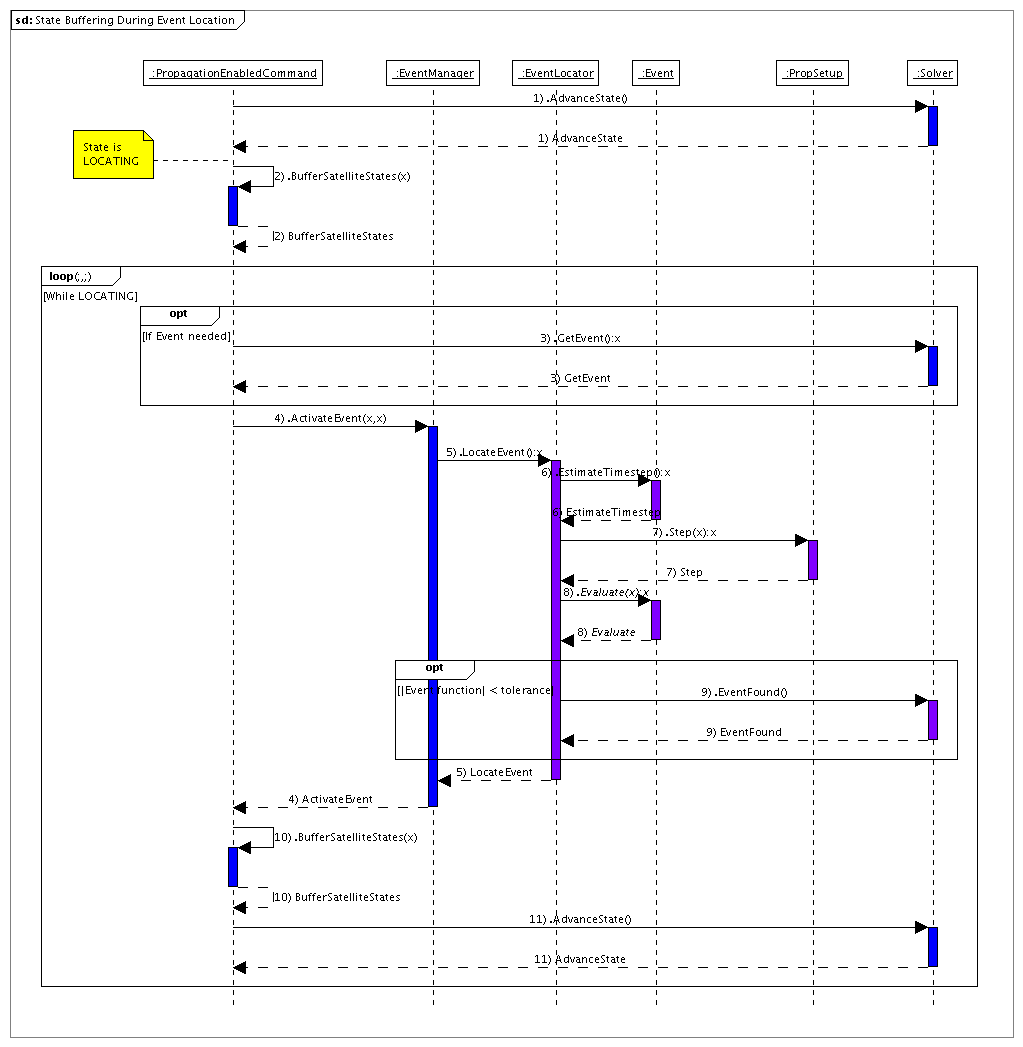 sd: State Buffering During Event Location
:PropagationEnabledCommand
:EventManager
:EventLocator
:Event
:PropSetup
:Solver
1) .AdvanceState()
1) AdvanceState
State is
LOCATING
2) .BufferSatelliteStates(x)
2) BufferSatelliteStates
loop(;,;)
[While LOCATING]
opt
[If Event needed]
3) .GetEvent():x
3) GetEvent
4) .ActivateEvent(x,x)
5) .LocateEvent():x
6) .EstimateTimestep():x
6) EstimateTimestep
7) .Step(x):x
7) Step
8) .Evaluate(x):x
8) Evaluate
opt
[|Event function| < tolerance]
9) .EventFound()
9) EventFound
5) LocateEvent
4) ActivateEvent
10) .BufferSatelliteStates(x)
10) BufferSatelliteStates
11) .AdvanceState()
11) AdvanceState